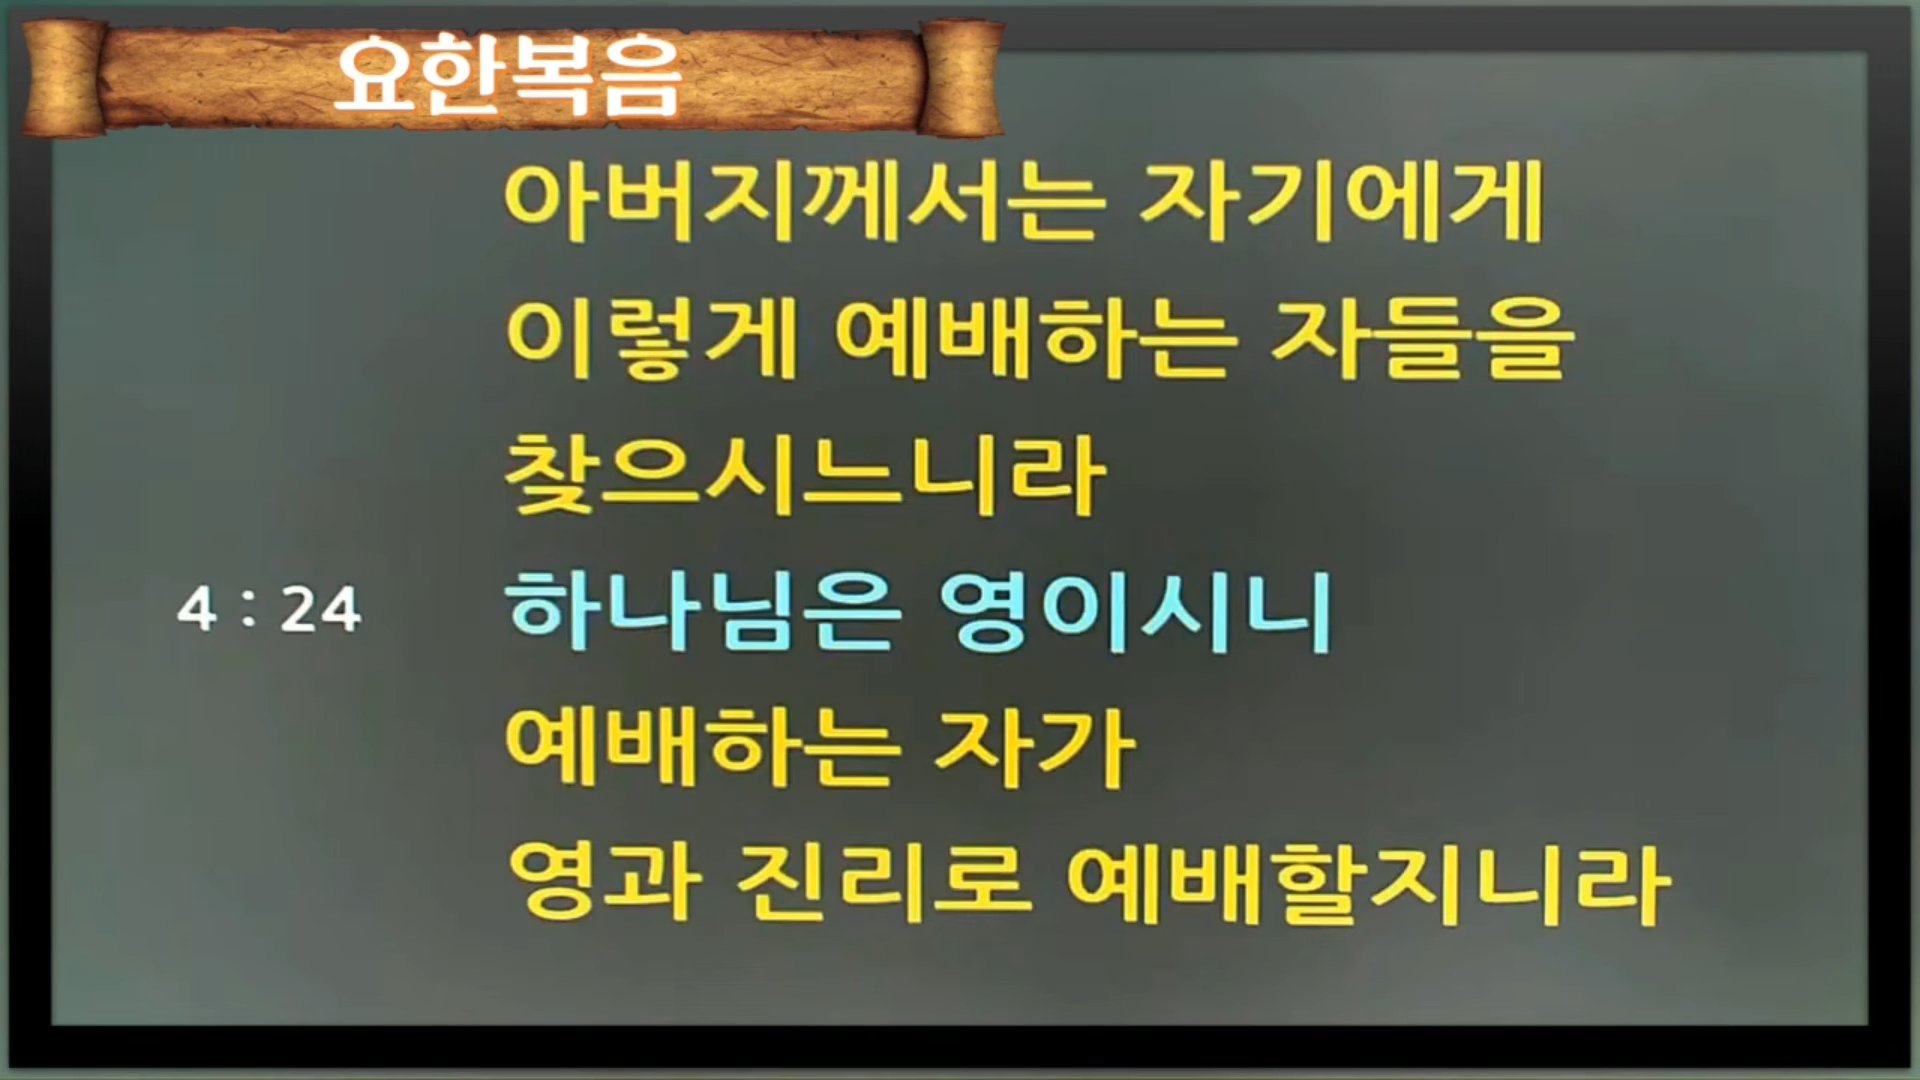 요한복음
아버지께서는 자기에게
이렇게 예배하는 자들을
찾으시느니라
4 : 24 하나님은 영이시니
예배하는 자가
영과 진리로 예배할지니라